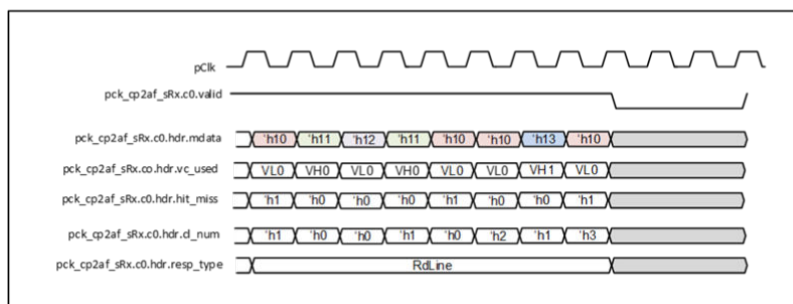 pClk
pck_cp2af_sRx.c0.valid
pck_cp2af_sRx.c0.hdr.mdata 'h10 'h11 'h12 'h11 'h10 'h10 'h13 'h10
pck_cp2af_sRx.co.hdr.vc_used VL0 VH0 VL0 VH0 VL0 VL0 VH1 VL0
pck_cp2af_sRx.c0.hdr.hit_miss 'h1 'h0 'h0 'h0 'h1 'h0 'h0 'h1
pck_cp2af_sRx.c0.hdr.cl_num 'h1 'h0 'h0 'h1 'h0 'h2 'h1 'h3
pck_cp2af_sRx.c0.hdr.resp_type RdLine